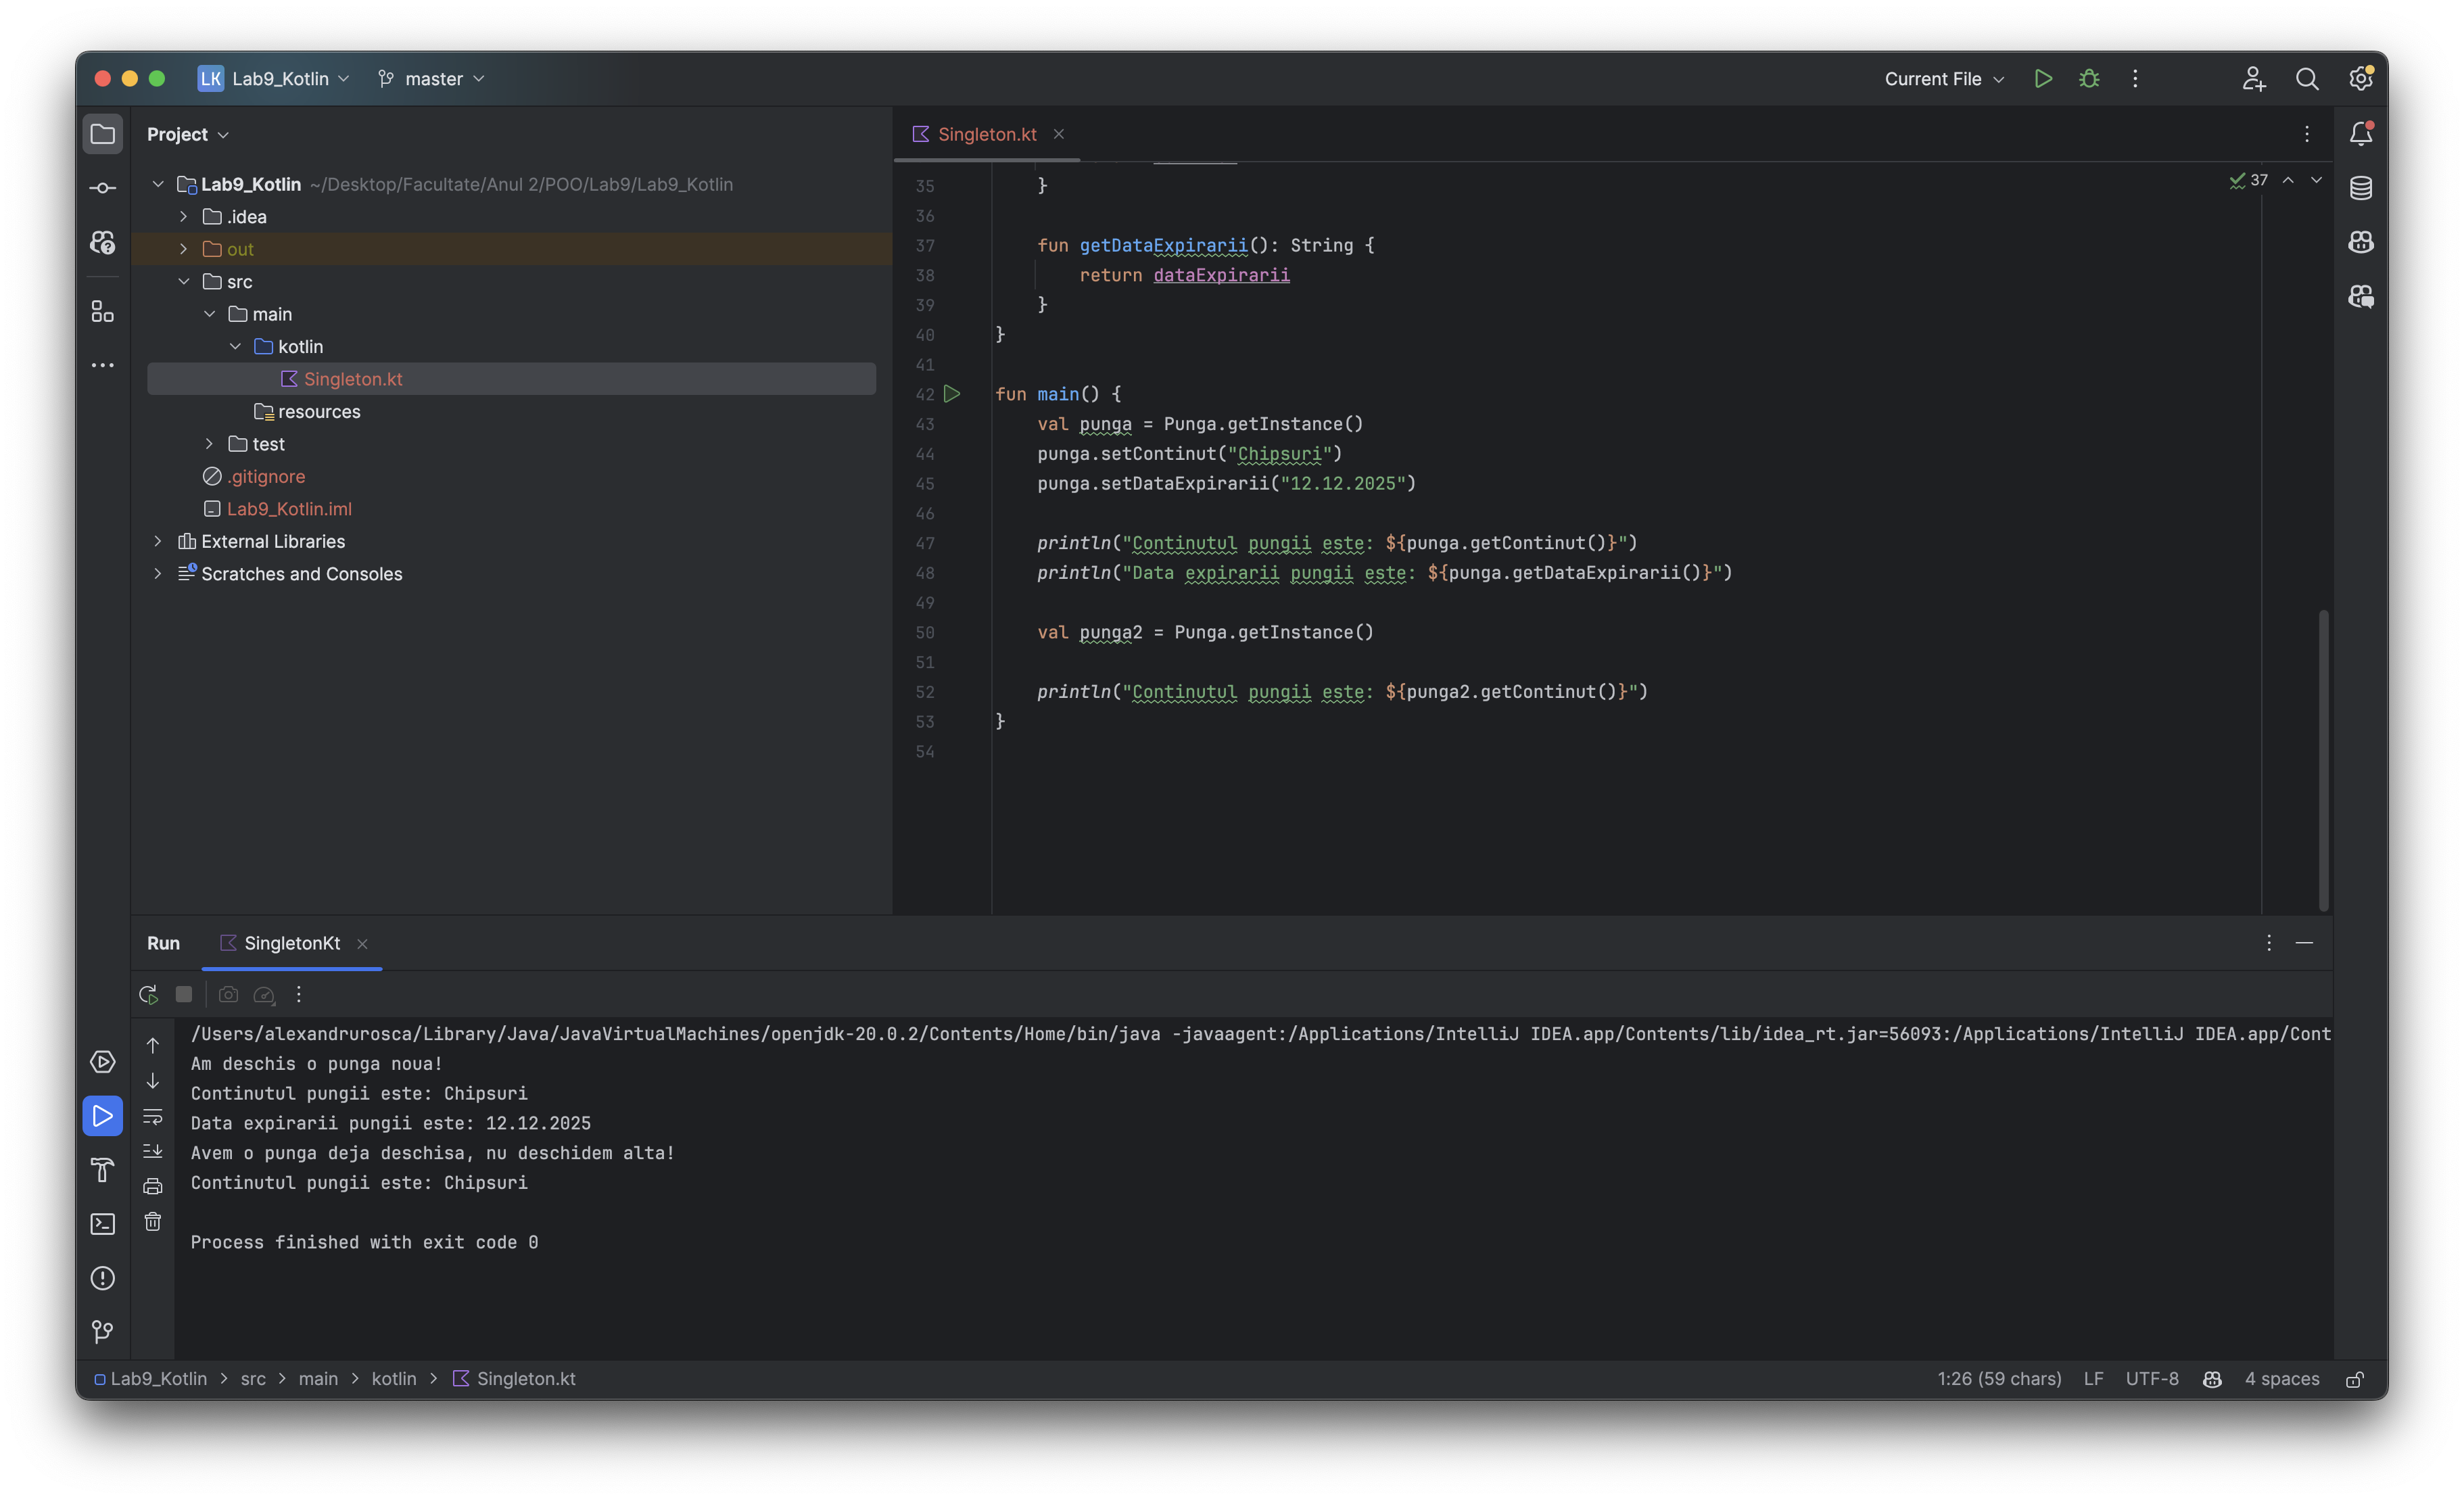 LK Lab9_Kotlin master Current File
Project
Lab9_Kotlin ~/Desktop/Facultate/Anul 2/POO/Lab9/Lab9_Kotlin
.idea
out
src
main
kotlin
Singleton.kt
resources
test
.gitignore
Lab9_Kotlin.iml
External Libraries
Scratches and Consoles
Singleton.kt
37
35     }
36
37     fun getDataExpirarii(): String {
38         return dataExpirarii
39     }
40 }
41
42 fun main() {
43     val punga = Punga.getInstance()
44     punga.setContinut("Chipsuri")
45     punga.setDataExpirarii("12.12.2025")
46
47     println("Continutul pungii este: ${punga.getContinut()}")
48     println("Data expirarii pungii este: ${punga.getDataExpirarii()}")
49
50     val punga2 = Punga.getInstance()
51
52     println("Continutul pungii este: ${punga2.getContinut()}")
53 }
54
Run SingletonKt
/Users/alexandrurosca/Library/Java/JavaVirtualMachines/openjdk-20.0.2/Contents/Home/bin/java -javaagent:/Applications/IntelliJ IDEA.app/Contents/lib/idea_rt.jar=56093:/Applications/IntelliJ IDEA.app/Cont
Am deschis o punga noua!
Continutul pungii este: Chipsuri
Data expirarii pungii este: 12.12.2025
Avem o punga deja deschisa, nu deschidem alta!
Continutul pungii este: Chipsuri
Process finished with exit code 0
Lab9_Kotlin > src > main > kotlin > Singleton.kt 1:26 (59 chars) LF UTF-8 4 spaces